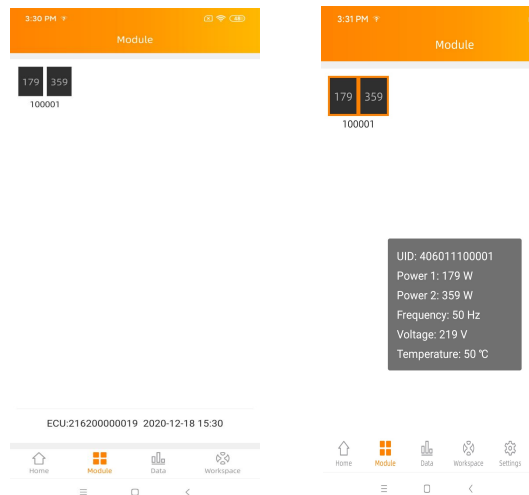 3:30 PM
Module
179 359
100001
ECU:216200000019 2020-12-18 15:30
Home Module Data Workspace
3:31 PM
Module
179 359
100001
UID: 406011100001
Power 1: 179 W
Power 2: 359 W
Frequency: 50 Hz
Voltage: 219 V
Temperature: 50 ℃
Home Module Data Workspace Settings